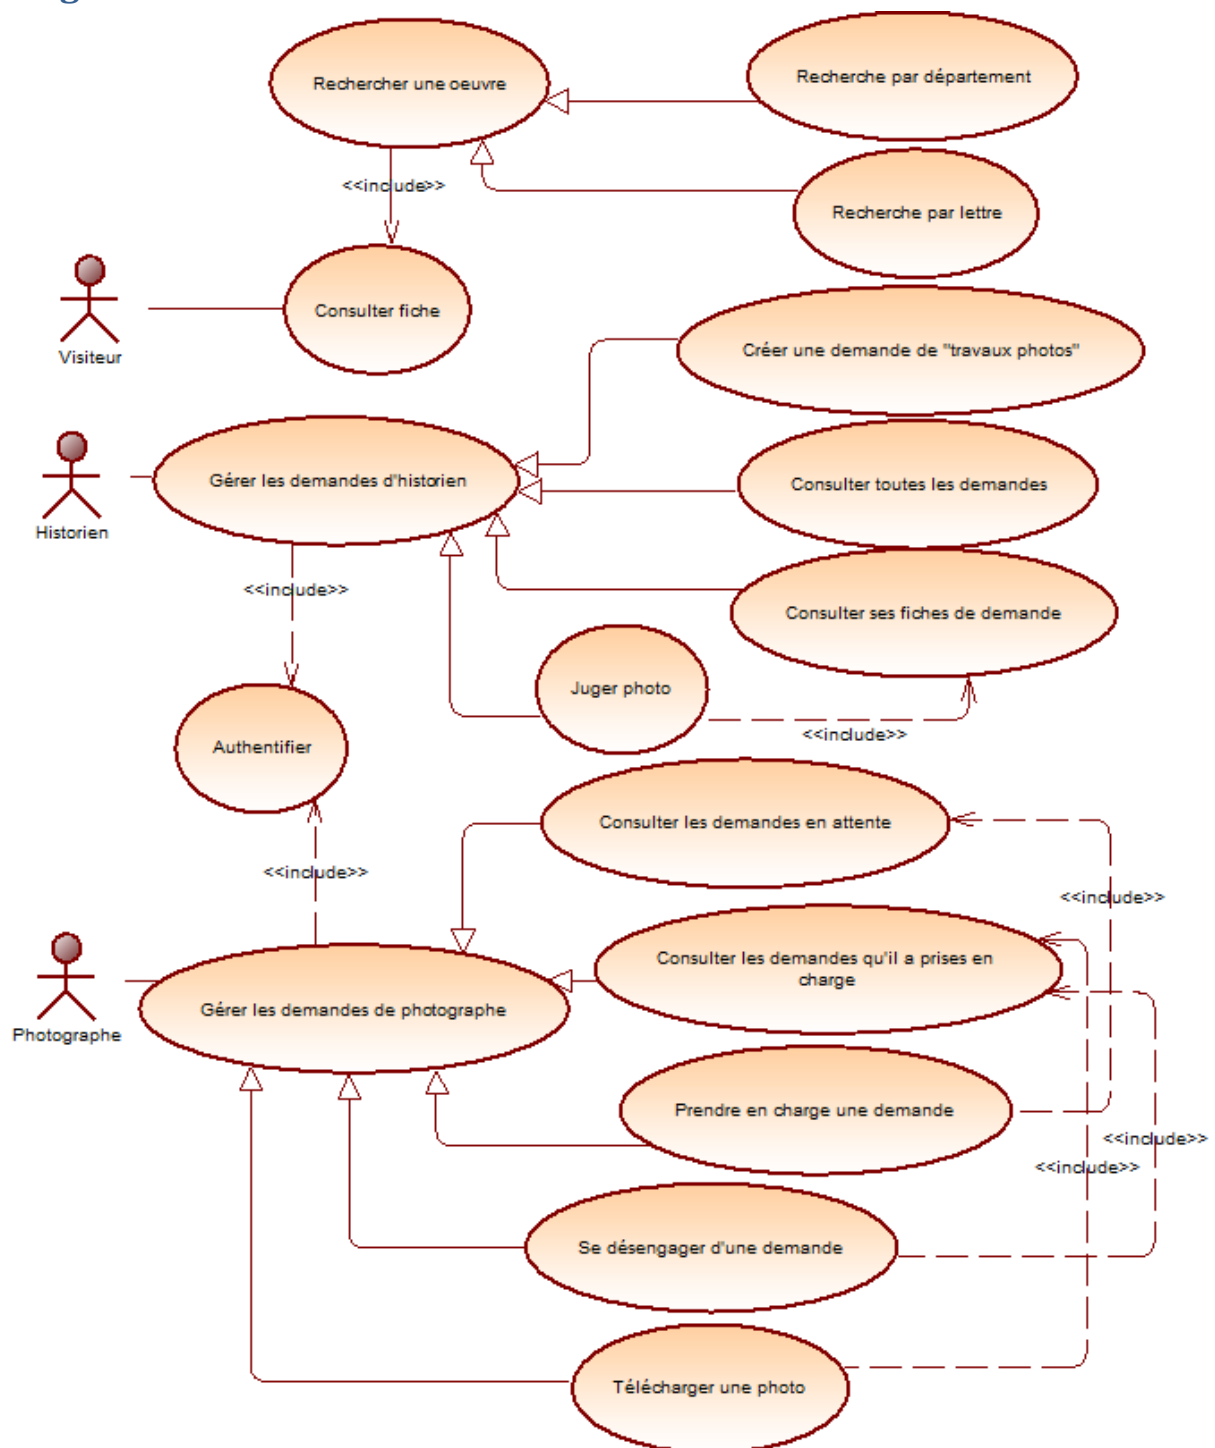 Rechercher une oeuvre
Recherche par département
<<include>>
Recherche par lettre
Consulter fiche
Visiteur
Créer une demande de "travaux photos"
Gérer les demandes d'historien
Consulter toutes les demandes
Historien
<<include>>
Consulter ses fiches de demande
Juger photo
<<include>>
Authentifier
Consulter les demandes en attente
<<include>>
<<include>>
Consulter les demandes qu'il a prises en
charge
Gérer les demandes de photographe
Photographe
Prendre en charge une demande
<<include>>
<<include>>
Se désengager d'une demande
Télécharger une photo